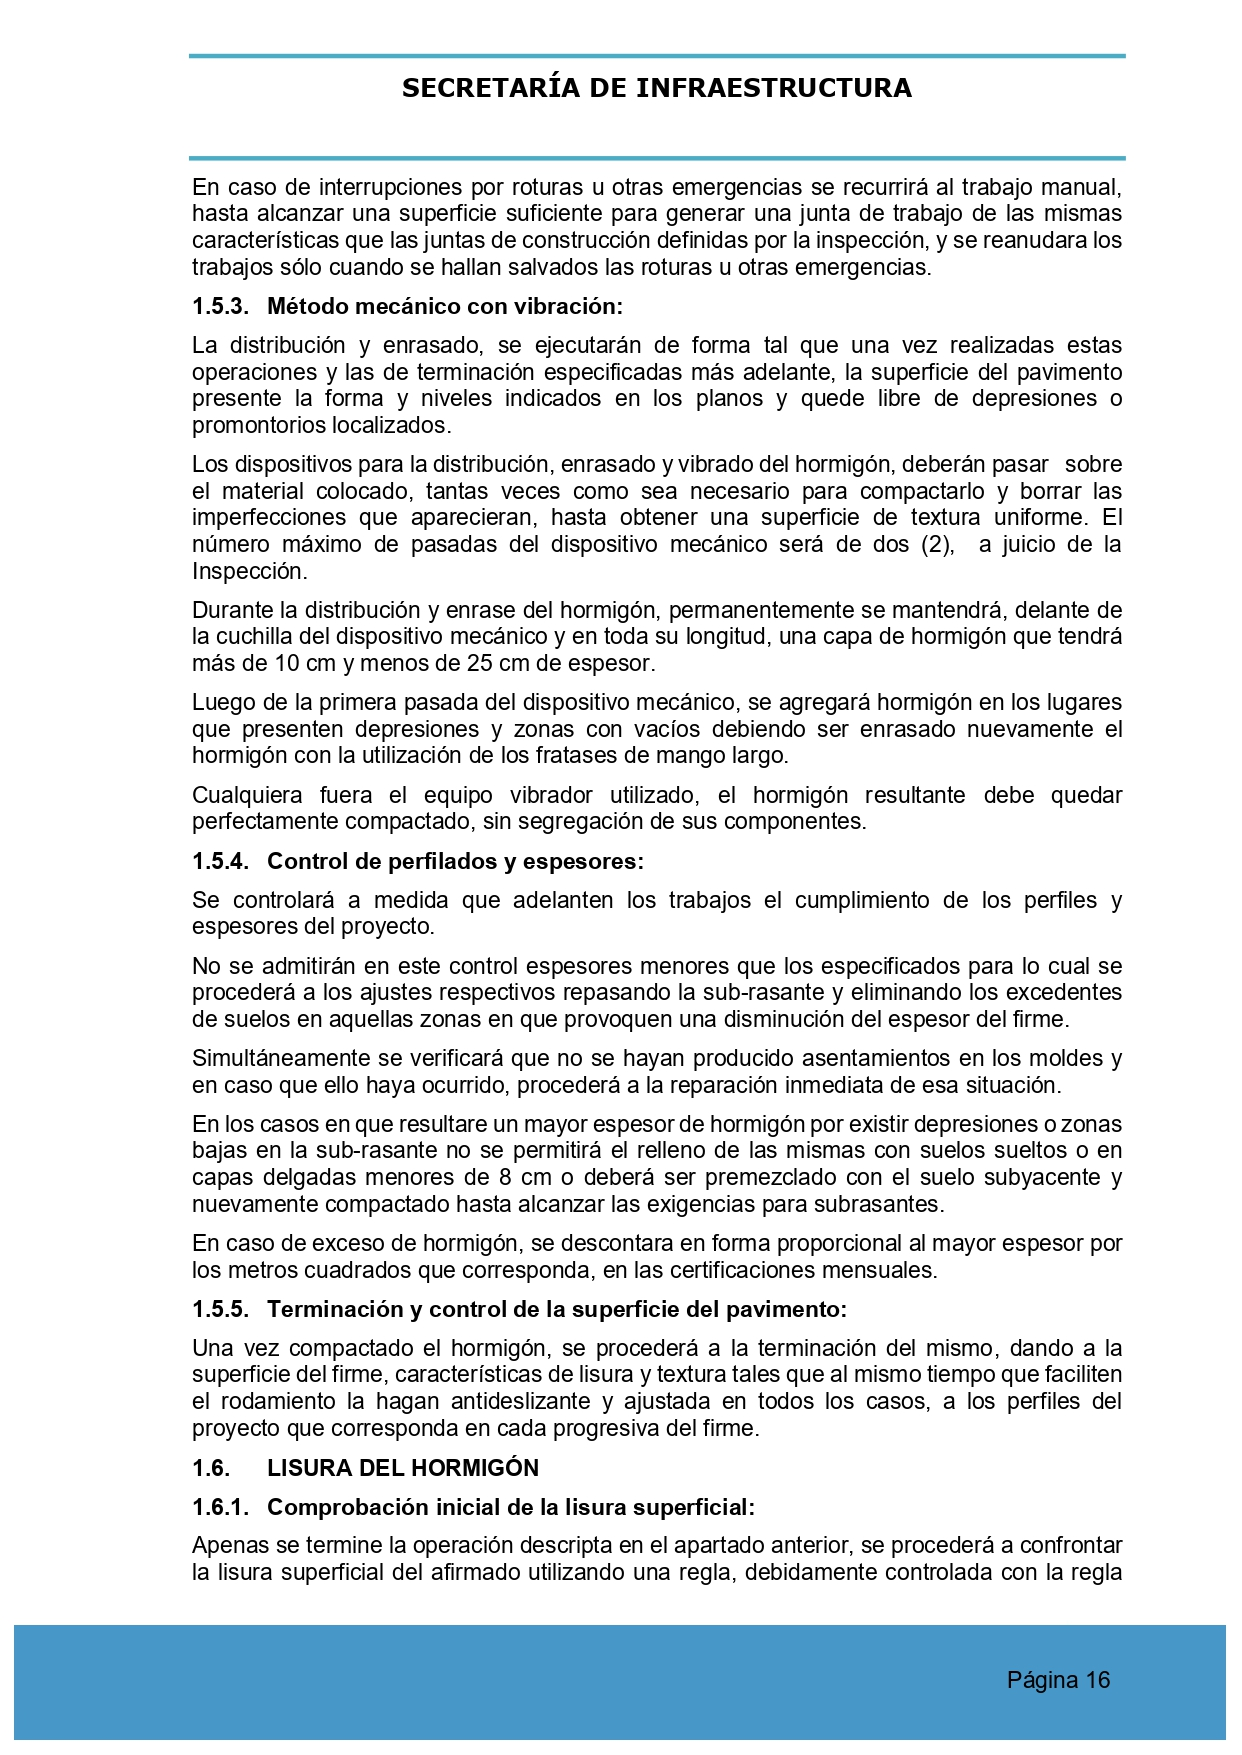 SECRETARÍA DE INFRAESTRUCTURA
En caso de interrupciones por roturas u otras emergencias se recurrirá al trabajo manual,
hasta alcanzar una superficie suficiente para generar una junta de trabajo de las mismas
características que las juntas de construcción definidas por la inspección, y se reanudara los
trabajos sólo cuando se hallan salvados las roturas u otras emergencias.
1.5.3. Método mecánico con vibración:
La distribución y enrasado, se ejecutarán de forma tal que una vez realizadas estas
operaciones y las de terminación especificadas más adelante, la superficie del pavimento
presente la forma y niveles indicados en los planos y quede libre de depresiones o
promontorios localizados.
Los dispositivos para la distribución, enrasado y vibrado del hormigón, deberán pasar sobre
el material colocado, tantas veces como sea necesario para compactarlo y borrar las
imperfecciones que aparecieran, hasta obtener una superficie de textura uniforme. El
número máximo de pasadas del dispositivo mecánico será de dos (2), a juicio de la
Inspección.
Durante la distribución y enrase del hormigón, permanentemente se mantendrá, delante de
la cuchilla del dispositivo mecánico y en toda su longitud, una capa de hormigón que tendrá
más de 10 cm y menos de 25 cm de espesor.
Luego de la primera pasada del dispositivo mecánico, se agregará hormigón en los lugares
que presenten depresiones y zonas con vacíos debiendo ser enrasado nuevamente el
hormigón con la utilización de los fratases de mango largo.
Cualquiera fuera el equipo vibrador utilizado, el hormigón resultante debe quedar
perfectamente compactado, sin segregación de sus componentes.
1.5.4. Control de perfilados y espesores:
Se controlará a medida que adelanten los trabajos el cumplimiento de los perfiles y
espesores del proyecto.
No se admitirán en este control espesores menores que los especificados para lo cual se
procederá a los ajustes respectivos repasando la sub-rasante y eliminando los excedentes
de suelos en aquellas zonas en que provoquen una disminución del espesor del firme.
Simultáneamente se verificará que no se hayan producido asentamientos en los moldes y
en caso que ello haya ocurrido, procederá a la reparación inmediata de esa situación.
En los casos en que resultare un mayor espesor de hormigón por existir depresiones o zonas
bajas en la sub-rasante no se permitirá el relleno de las mismas con suelos sueltos o en
capas delgadas menores de 8 cm o deberá ser premezclado con el suelo subyacente y
nuevamente compactado hasta alcanzar las exigencias para subrasantes.
En caso de exceso de hormigón, se descontara en forma proporcional al mayor espesor por
los metros cuadrados que corresponda, en las certificaciones mensuales.
1.5.5. Terminación y control de la superficie del pavimento:
Una vez compactado el hormigón, se procederá a la terminación del mismo, dando a la
superficie del firme, características de lisura y textura tales que al mismo tiempo que faciliten
el rodamiento la hagan antideslizante y ajustada en todos los casos, a los perfiles del
proyecto que corresponda en cada progresiva del firme.
1.6. LISURA DEL HORMIGÓN
1.6.1. Comprobación inicial de la lisura superficial:
Apenas se termine la operación descripta en el apartado anterior, se procederá a confrontar
la lisura superficial del afirmado utilizando una regla, debidamente controlada con la regla
Página 16